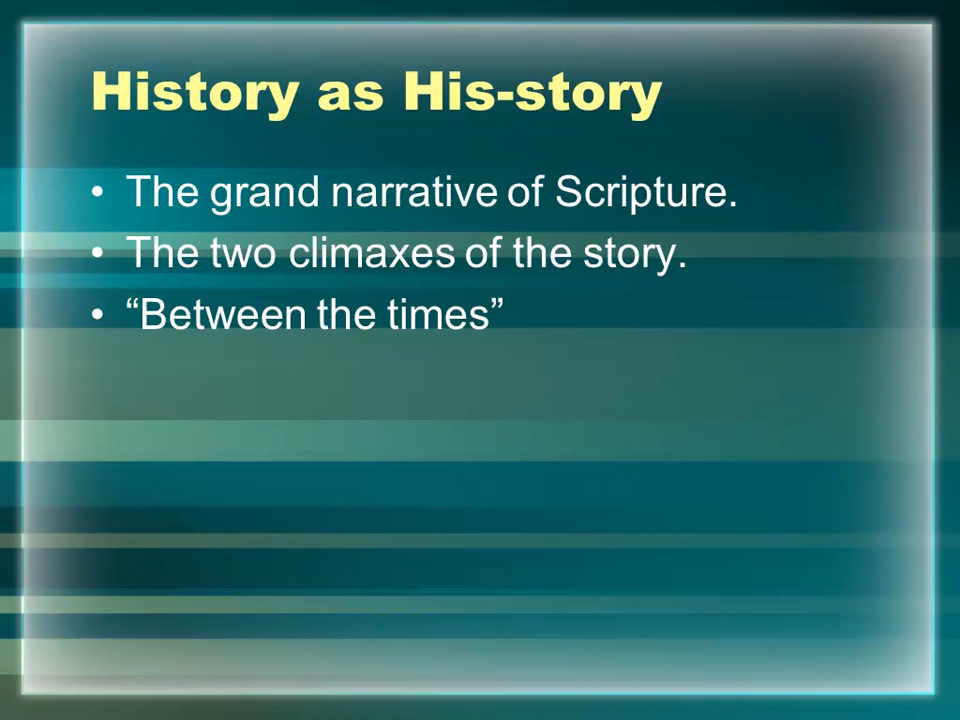 History as His-story
• The grand narrative of Scripture.
• The two climaxes of the story.
• “Between the times”